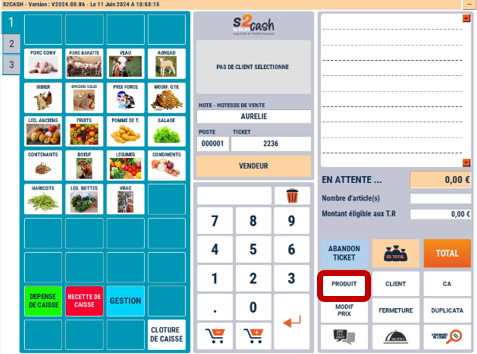 S2CASH - Version : V2024.00.86 - Le 11 Juin 2024 A 10:53:15
1
2
3
PORC CONV
PORC BARATTE
VEAU
AGNEAU
GIBIER
EPICERIE SALEE
PRIX FORCE
MOUM. GTE
LEG. ANCIENS
FRUITS
POMME DE T.
SALADE
CONTENANTS
BOEUF
LEGUMES
CONDIMENTS
HARICOTS
LEG. BOTTES
VRAC
DEPENSE DE CAISSE
RECETTE DE CAISSE
GESTION
CLOTURE DE CAISSE
s2cash
PAS DE CLIENT SELECTIONNE
HOTE - HOTESSE DE VENTE
AURELIE
POSTE
TICKET
000001
2236
VENDEUR
7
8
9
4
5
6
1
2
3
.
0
EN ATTENTE ...
0,00 €
Nombre d'article(s)
Montant éligible aux T.R
0,00 €
ABANDON TICKET
SS TOTAL
TOTAL
PRODUIT
CLIENT
CA
MODIF PRIX
FERMETURE
DUPLICATA